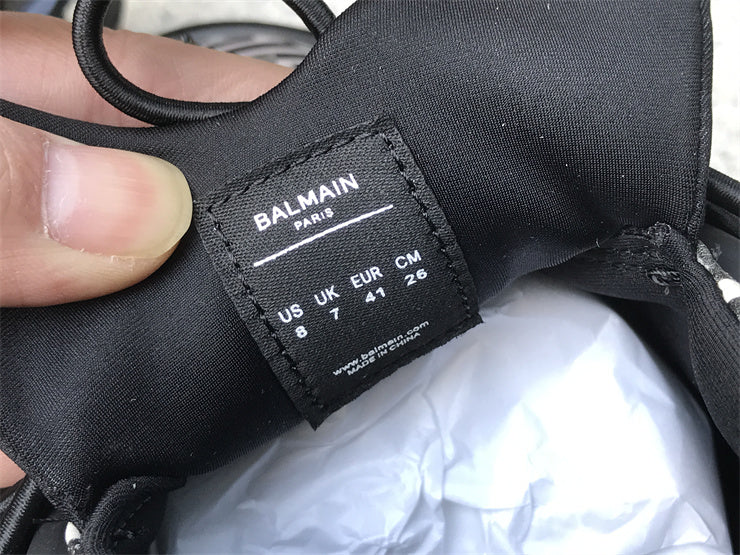 BALMAIN
PARIS
US UK EUR CM
8 7 41 26
www.balmain.com
MADE IN CHINA